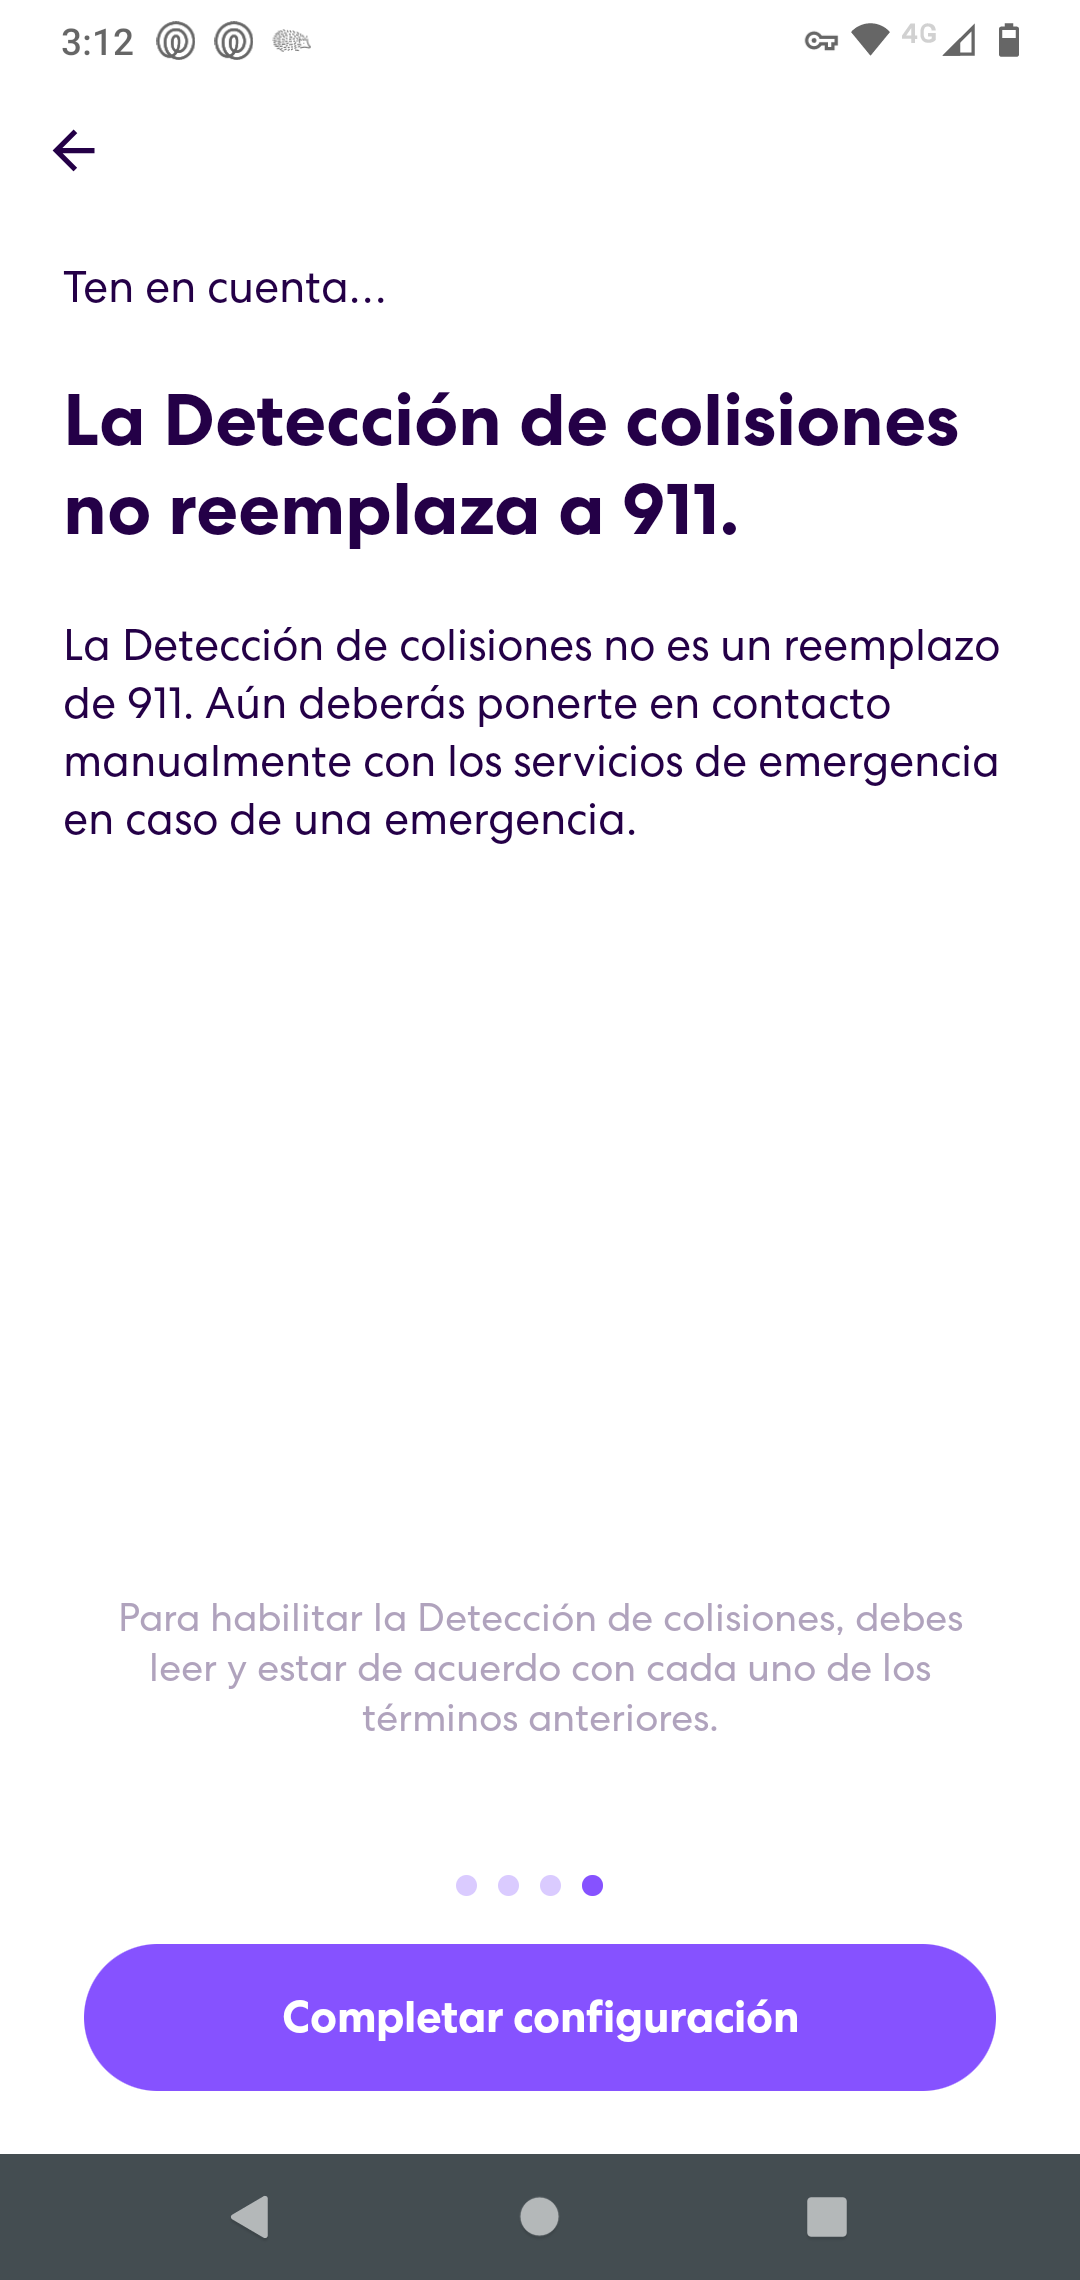 3:12
4G
Ten en cuenta...
La Detección de colisiones
no reemplaza a 911.
La Detección de colisiones no es un reemplazo
de 911. Aún deberás ponerte en contacto
manualmente con los servicios de emergencia
en caso de una emergencia.
Para habilitar la Detección de colisiones, debes
leer y estar de acuerdo con cada uno de los
términos anteriores.
Completar configuración